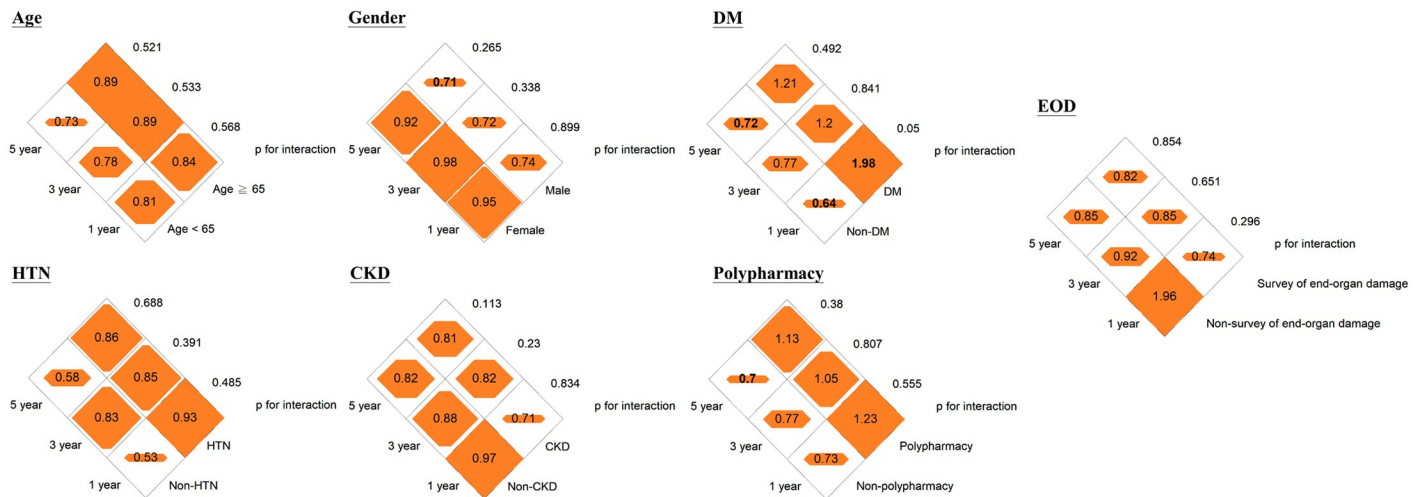 Age
0.521
0.89
0.533
0.73
0.89
0.568
5 year
0.78
0.84
p for interaction
3 year
0.81
Age ≧ 65
1 year
Age < 65
Gender
0.265
0.71
0.338
0.92
0.72
0.899
5 year
0.98
0.74
p for interaction
3 year
0.95
Male
1 year
Female
DM
0.492
1.21
0.841
0.72
1.2
0.05
5 year
0.77
1.98
p for interaction
3 year
0.64
DM
1 year
Non-DM
EOD
0.854
0.82
0.651
0.85
0.85
0.296
5 year
0.92
0.74
p for interaction
3 year
1.96
Survey of end-organ damage
1 year
Non-survey of end-organ damage
HTN
0.688
0.86
0.391
0.58
0.85
0.485
5 year
0.83
0.93
p for interaction
3 year
0.53
HTN
1 year
Non-HTN
CKD
0.113
0.81
0.23
0.82
0.82
0.834
5 year
0.88
0.71
p for interaction
3 year
0.97
CKD
1 year
Non-CKD
Polypharmacy
0.38
1.13
0.807
0.7
1.05
0.555
5 year
0.77
1.23
p for interaction
3 year
0.73
Polypharmacy
1 year
Non-polypharmacy